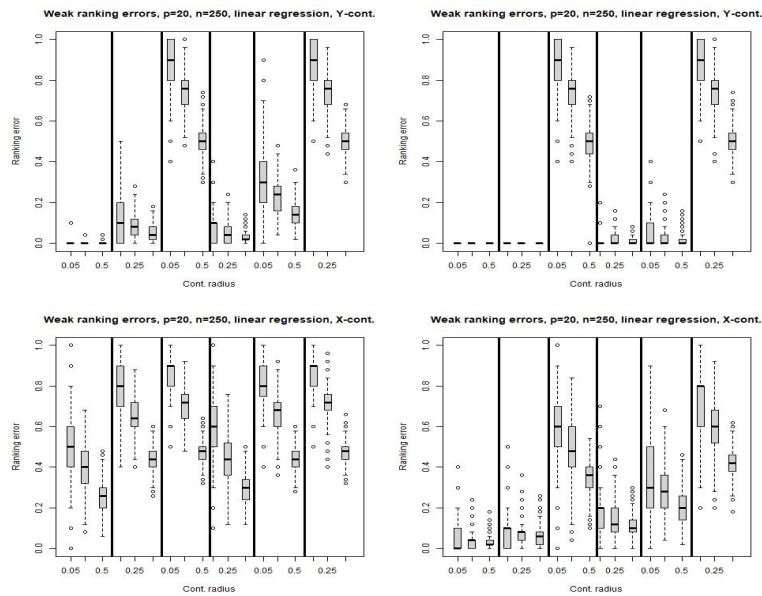 Weak ranking errors, p=20, n=250, linear regression, Y-cont.
Ranking error
1.0
0.8
0.6
0.4
0.2
0.0
0.05 0.5 0.25 0.05 0.5 0.25 0.05 0.5 0.25
Cont. radius
Weak ranking errors, p=20, n=250, linear regression, Y-cont.
Ranking error
1.0
0.8
0.6
0.4
0.2
0.0
0.05 0.5 0.25 0.05 0.5 0.25 0.05 0.5 0.25
Cont. radius
Weak ranking errors, p=20, n=250, linear regression, X-cont.
Ranking error
1.0
0.8
0.6
0.4
0.2
0.0
0.05 0.5 0.25 0.05 0.5 0.25 0.05 0.5 0.25
Cont. radius
Weak ranking errors, p=20, n=250, linear regression, X-cont.
Ranking error
1.0
0.8
0.6
0.4
0.2
0.0
0.05 0.5 0.25 0.05 0.5 0.25 0.05 0.5 0.25
Cont. radius